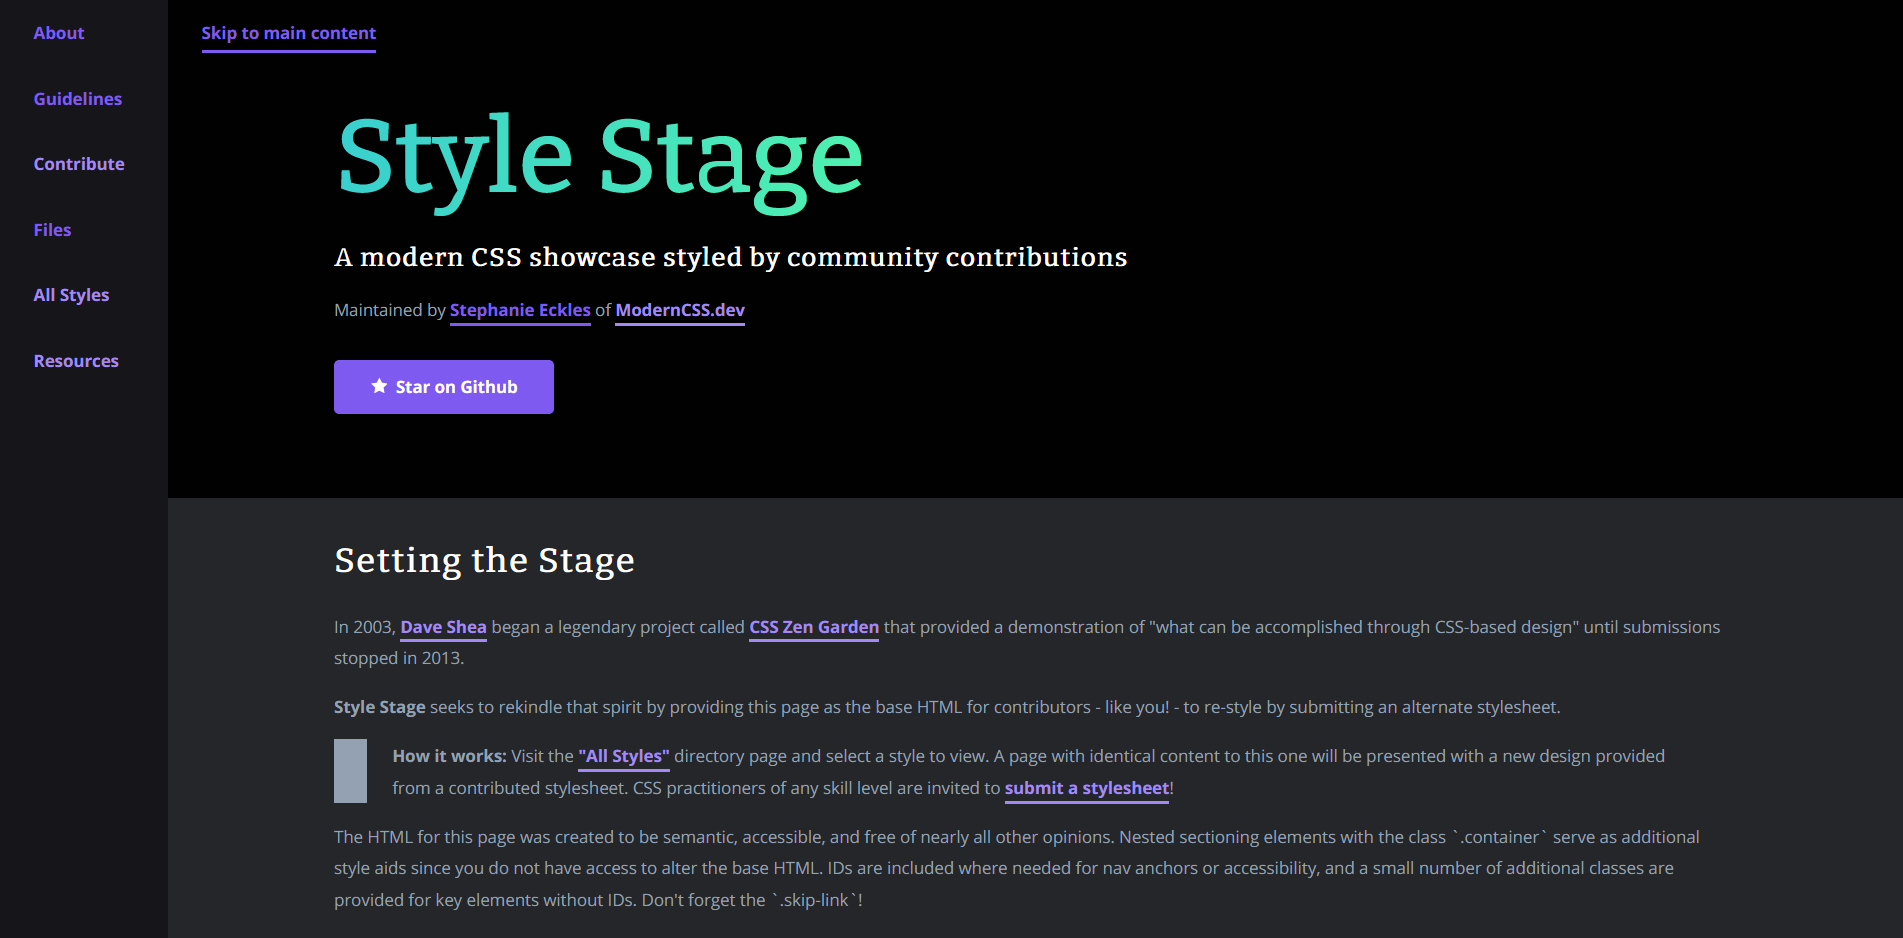 About
Guidelines
Contribute
Files
All Styles
Resources
Skip to main content
Style Stage
A modern CSS showcase styled by community contributions
Maintained by Stephanie Eckles of ModernCSS.dev
Star on Github
Setting the Stage
In 2003, Dave Shea began a legendary project called CSS Zen Garden that provided a demonstration of "what can be accomplished through CSS-based design" until submissions
stopped in 2013.
Style Stage seeks to rekindle that spirit by providing this page as the base HTML for contributors - like you! - to re-style by submitting an alternate stylesheet.
How it works: Visit the "All Styles" directory page and select a style to view. A page with identical content to this one will be presented with a new design provided
from a contributed stylesheet. CSS practitioners of any skill level are invited to submit a stylesheet!
The HTML for this page was created to be semantic, accessible, and free of nearly all other opinions. Nested sectioning elements with the class `.container` serve as additional
style aids since you do not have access to alter the base HTML. IDs are included where needed for nav anchors or accessibility, and a small number of additional classes are
provided for key elements without IDs. Don't forget the `.skip-link`!